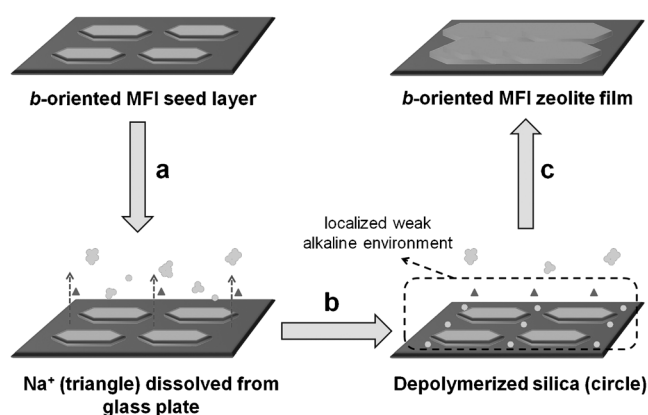 b-oriented MFI seed layer
b-oriented MFI zeolite film
a
c
localized weak
alkaline environment
b
Na⁺ (triangle) dissolved from
glass plate
Depolymerized silica (circle)